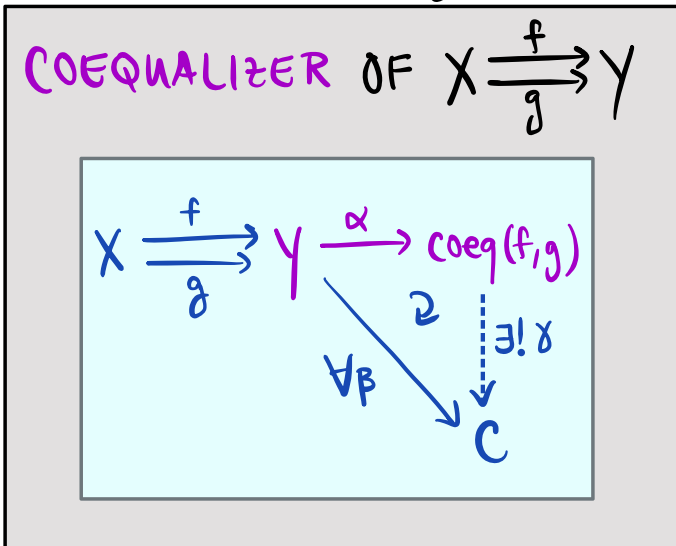 COEQUALIZER OF X f g Y
X f g Y α coeq(f,g)
∀β ∃! γ
C